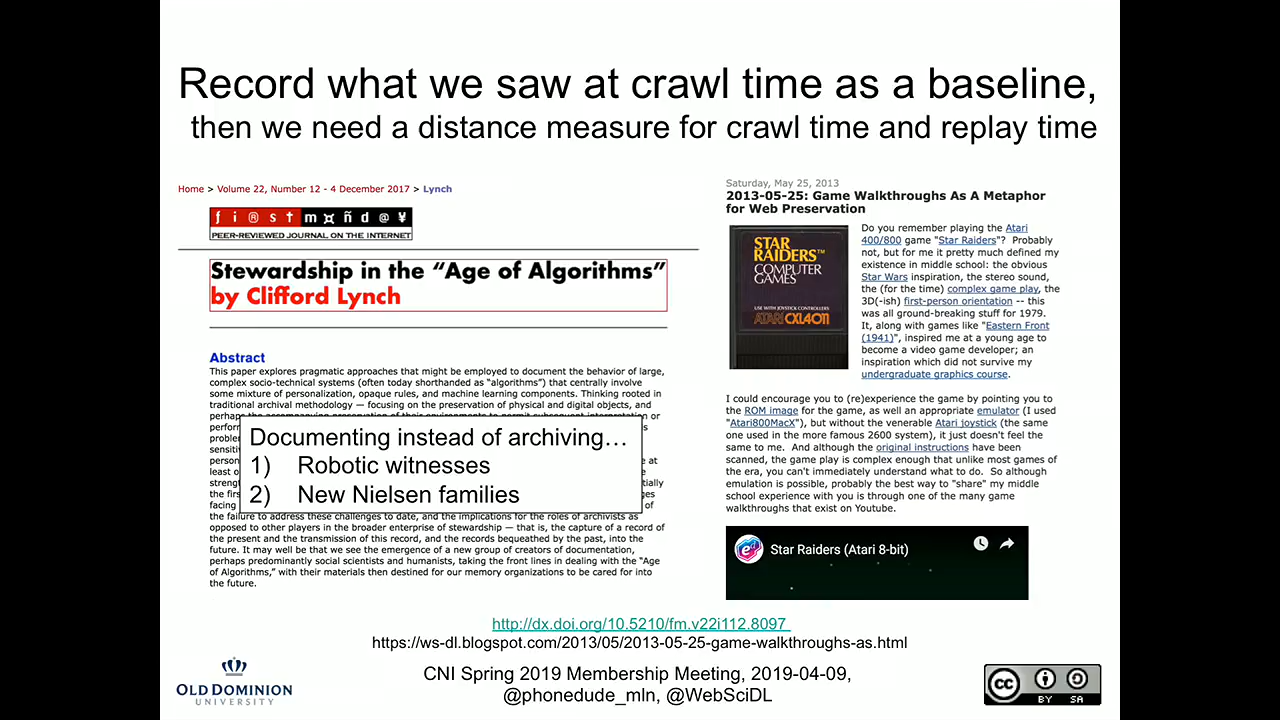 Record what we saw at crawl time as a baseline,
then we need a distance measure for crawl time and replay time
Home > Volume 22, Number 12 - 4 December 2017 > Lynch
f i ® s t m ¤ ñ d @ ¥
PEER-REVIEWED JOURNAL ON THE INTERNET
Stewardship in the “Age of Algorithms”
by Clifford Lynch
Abstract
This paper explores pragmatic approaches that might be employed to document the behavior of large,
complex socio-technical systems (often today shorthanded as “algorithms”) that centrally involve
some mixture of personalization, opaque rules, and machine learning components. Thinking rooted in
traditional archival methodology — focusing on the preservation of physical and digital objects, and
Documenting instead of archiving…
1) Robotic witnesses
2) New Nielsen families
the failure to address these challenges to date, and the implications for the roles of archivists as
opposed to other players in the broader enterprise of stewardship — that is, the capture of a record of
the present and the transmission of this record, and the records bequeathed by the past, into the
future. It may well be that we see the emergence of a new group of creators of documentation,
perhaps predominantly social scientists and humanists, taking the front lines in dealing with the “Age
of Algorithms,” with their materials then destined for our memory organizations to be cared for into
the future.
Saturday, May 25, 2013
2013-05-25: Game Walkthroughs As A Metaphor
for Web Preservation
STAR
RAIDERS™
COMPUTER
GAMES
USE WITH JOYSTICK CONTROLLERS
ATARI CXL4011
Do you remember playing the Atari
400/800 game "Star Raiders"? Probably
not, but for me it pretty much defined my
existence in middle school: the obvious
Star Wars inspiration, the stereo sound,
the (for the time) complex game play, the
3D(-ish) first-person orientation -- this
was all ground-breaking stuff for 1979.
It, along with games like "Eastern Front
(1941)", inspired me at a young age to
become a video game developer; an
inspiration which did not survive my
undergraduate graphics course.
I could encourage you to (re)experience the game by pointing you to
the ROM image for the game, as well an appropriate emulator (I used
"Atari800MacX"), but without the venerable Atari joystick (the same
one used in the more famous 2600 system), it just doesn't feel the
same to me. And although the original instructions have been
scanned, the game play is complex enough that unlike most games of
the era, you can't immediately understand what to do. So although
emulation is possible, probably the best way to "share" my middle
school experience with you is through one of the many game
walkthroughs that exist on Youtube.
Star Raiders (Atari 8-bit)
http://dx.doi.org/10.5210/fm.v22i112.8097
https://ws-dl.blogspot.com/2013/05/2013-05-25-game-walkthroughs-as.html
CNI Spring 2019 Membership Meeting, 2019-04-09,
@phonedude_mln, @WebSciDL
OLD DOMINION
UNIVERSITY
cc
BY SA